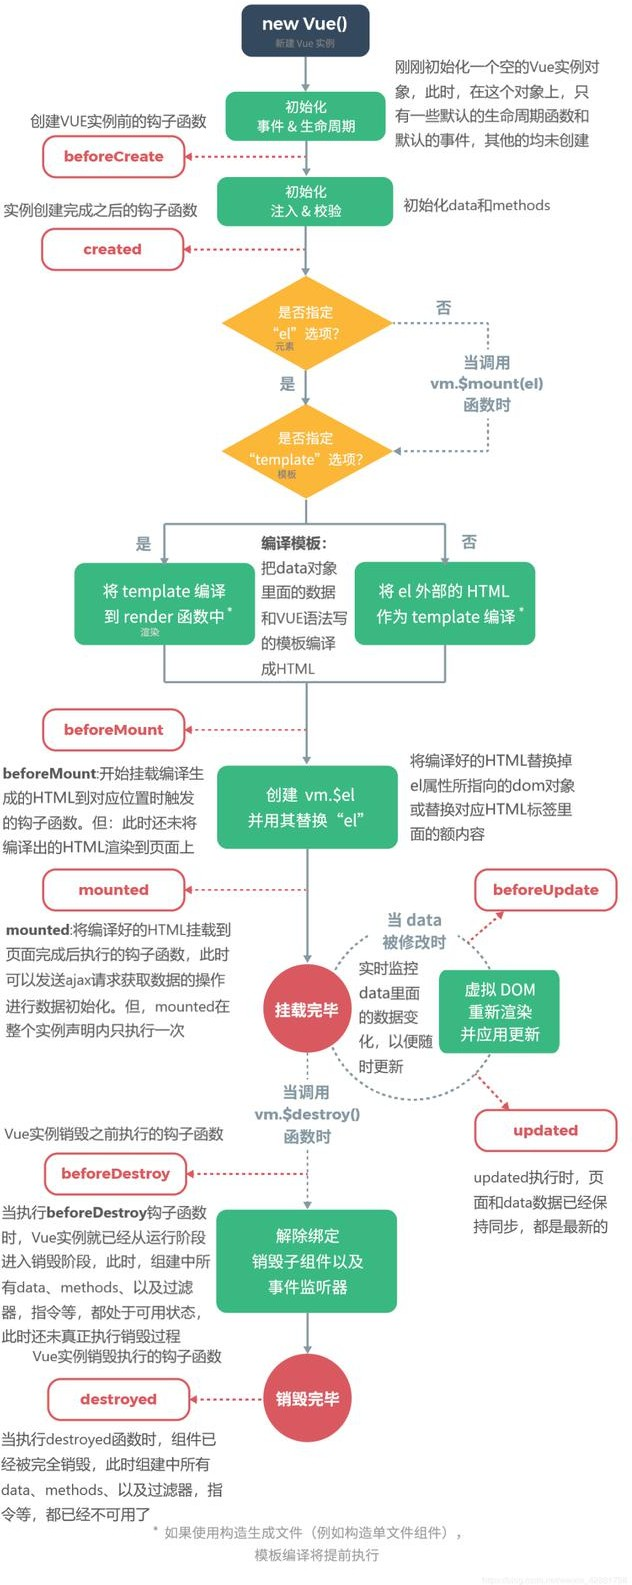 new Vue()
新建 Vue 实例
刚刚初始化一个空的Vue实例对
象，此时，在这个对象上，只
有一些默认的生命周期函数和
默认的事件，其他的均未创建
初始化
事件 & 生命周期
创建VUE实例前的钩子函数
beforeCreate
初始化
注入 & 校验
初始化data和methods
实例创建完成之后的钩子函数
created
是否指定
“el” 选项？
元素
否
是
当调用
vm.$mount(el)
函数时
是否指定
“template” 选项？
模板
是
否
编译模板：
把data对象
里面的数据
和VUE语法写
的模板编译
成HTML
将 template 编译
到 render 函数中*
渲染
将 el 外部的 HTML
作为 template 编译*
beforeMount
beforeMount:开始挂载编译生
成的HTML到对应位置时触发
的钩子函数。但：此时还未将
编译出的HTML渲染到页面上
创建 vm.$el
并用其替换 “el”
将编译好的HTML替换掉
el属性所指向的dom对象
或替换对应HTML标签里
面的额内容
mounted
mounted:将编译好的HTML挂载到
页面完成后执行的钩子函数，此时
可以发送ajax请求获取数据的操作
进行数据初始化。但，mounted在
整个实例声明内只执行一次
beforeUpdate
当 data
被修改时
实时监控
data里面
的数据变
化，以便随
时更新
虚拟 DOM
重新渲染
并应用更新
挂载完毕
updated
updated执行时，页
面和data数据已经保
持同步，都是最新的
当调用
vm.$destroy()
函数时
Vue实例销毁之前执行的钩子函数
beforeDestroy
当执行beforeDestroy钩子函数
时，Vue实例就已经从运行阶段
进入销毁阶段，此时，组建中所
有data、methods、以及过滤
器，指令等，都处于可用状态，
此时还未真正执行销毁过程
解除绑定
销毁子组件以及
事件监听器
Vue实例销毁执行的钩子函数
destroyed
销毁完毕
当执行destroyed函数时，组件已
经被完全销毁，此时组建中所有
data、methods、以及过滤器，指
令等，都已经不可用了
* 如果使用构造生成文件（例如构造单文件组件），
模板编译将提前执行